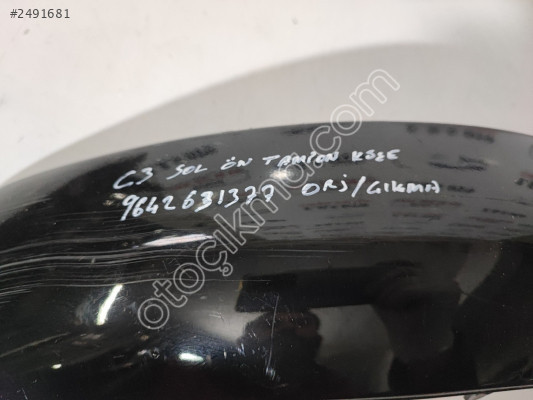 #2491681
C3 SOL ÖN TAMPON KÖŞE
9642631377 ORJ/ÇIKMA
otoçıkma.com